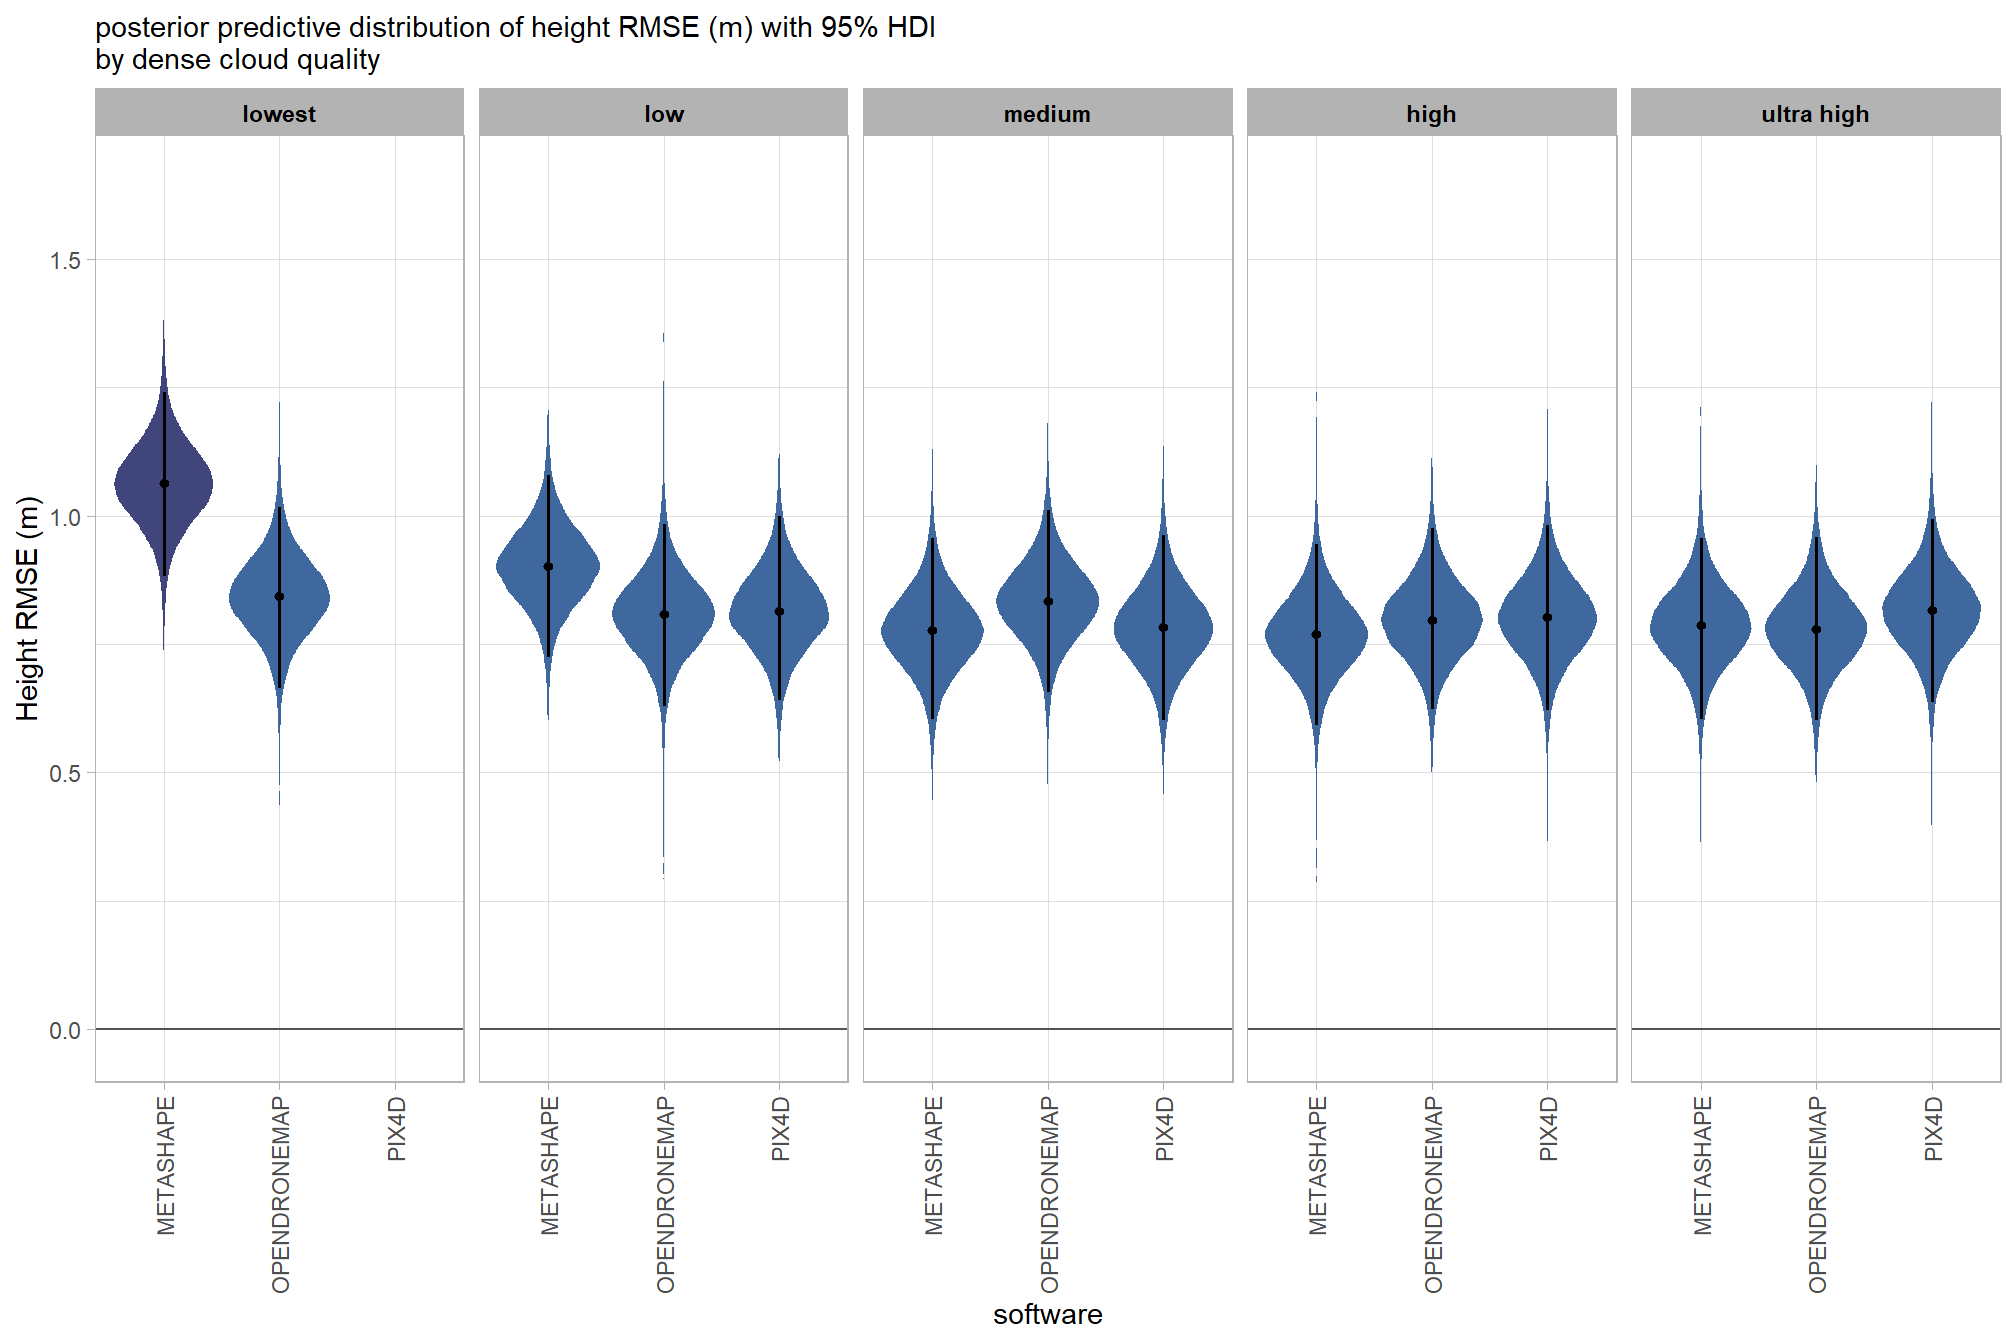 posterior predictive distribution of height RMSE (m) with 95% HDI
by dense cloud quality
lowest
low
medium
high
ultra high
Height RMSE (m)
1.5
1.0
0.5
0.0
METASHAPE
OPENDRONEMAP
PIX4D
METASHAPE
OPENDRONEMAP
PIX4D
METASHAPE
OPENDRONEMAP
PIX4D
METASHAPE
OPENDRONEMAP
PIX4D
METASHAPE
OPENDRONEMAP
PIX4D
software